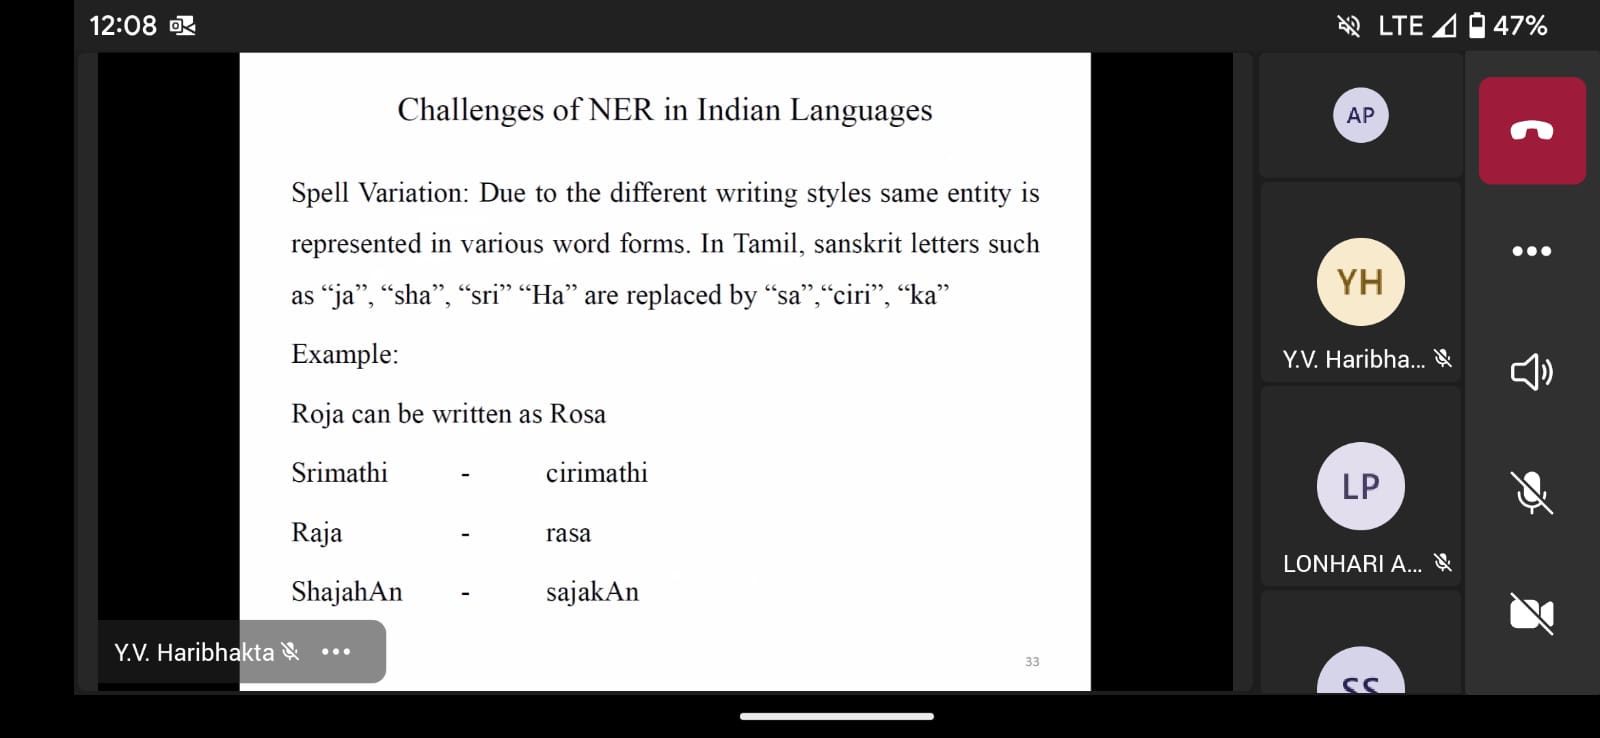 12:08
LTE 47%
Challenges of NER in Indian Languages
Spell Variation: Due to the different writing styles same entity is
represented in various word forms. In Tamil, sanskrit letters such
as “ja”, “sha”, “sri” “Ha” are replaced by “sa”,“ciri”, “ka”
Example:
Roja can be written as Rosa
Srimathi - cirimathi
Raja - rasa
ShajahAn - sajakAn
33
Y.V. Haribhakta
AP
YH
Y.V. Haribha...
LP
LONHARI A...
SS